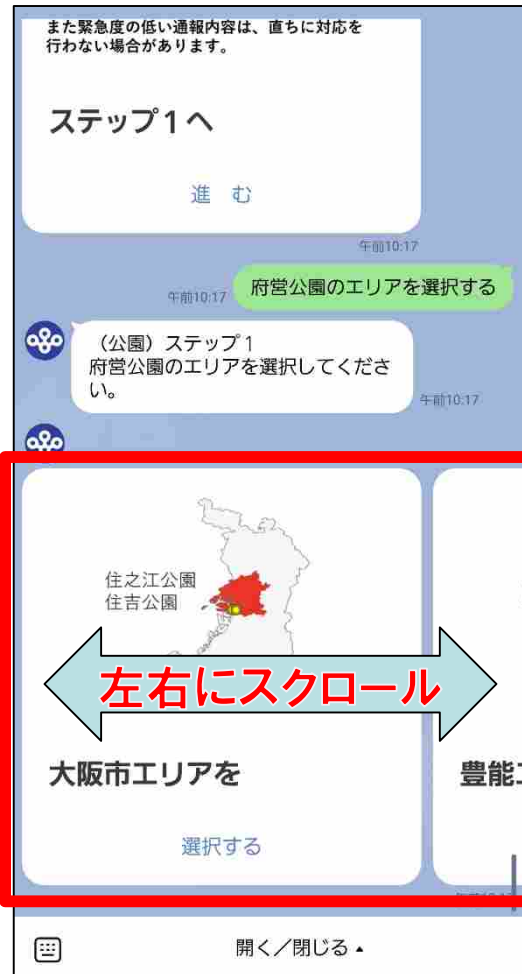 また緊急度の低い通報内容は、直ちに対応を
行わない場合があります。
ステップ1へ
進　む
午前10:17
府営公園のエリアを選択する
午前10:17
（公園）ステップ1
府営公園のエリアを選択してくださ
い。
午前10:17
住之江公園
住吉公園
左右にスクロール
大阪市エリアを
豊能
選択する
開く／閉じる